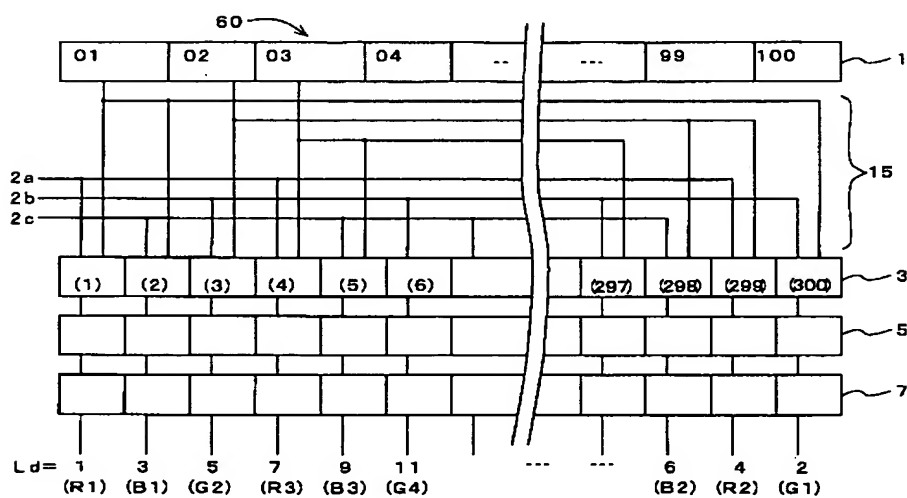 60
01 02 03 04 -- --- 99 100 1
15
2a
2b
2c
(1) (2) (3) (4) (5) (6) (297) (298) (299) (300) 3
5
7
Ld= 1 3 5 7 9 11 ---- --- 6 4 2
(R1) (B1) (G2) (R3) (B3) (G4) (B2) (R2) (G1)